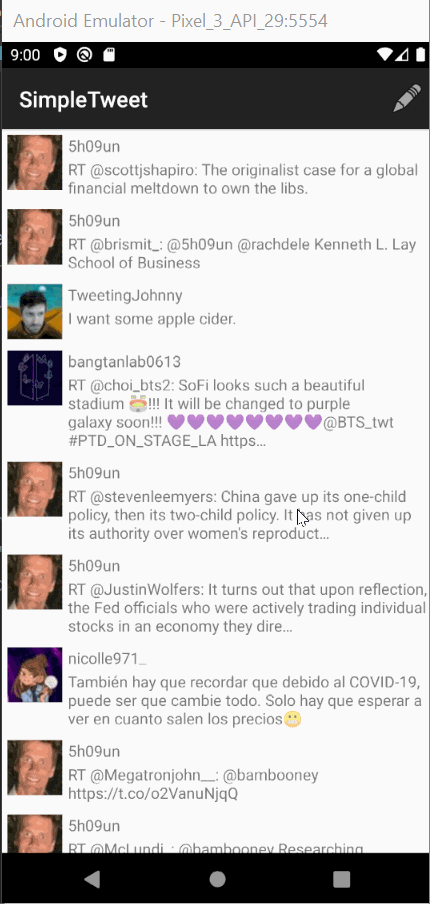 Android Emulator - Pixel_3_API_29:5554
9:00
SimpleTweet
5h09un
RT @scottjshapiro: The originalist case for a global
financial meltdown to own the libs.
5h09un
RT @brismit_: @5h09un @rachdele Kenneth L. Lay
School of Business
TweetingJohnny
I want some apple cider.
bangtanlab0613
RT @choi_bts2: SoFi looks such a beautiful
stadium 🏟!!! It will be changed to purple
galaxy soon!!! 💜💜💜💜💜💜💜💜@BTS_twt
#PTD_ON_STAGE_LA https…
5h09un
RT @stevenleemyers: China gave up its one-child
policy, then its two-child policy. It has not given up
its authority over women's reproduct…
5h09un
RT @JustinWolfers: It turns out that upon reflection,
the Fed officials who were actively trading individual
stocks in an economy they dire…
nicolle971_
También hay que recordar que debido al COVID-19,
puede ser que cambie todo. Solo hay que esperar a
ver en cuanto salen los precios😬
5h09un
RT @Megatronjohn__: @bambooney
https://t.co/o2VanuNjqQ
5h09un
RT @McLundi_: @bambooney Researching